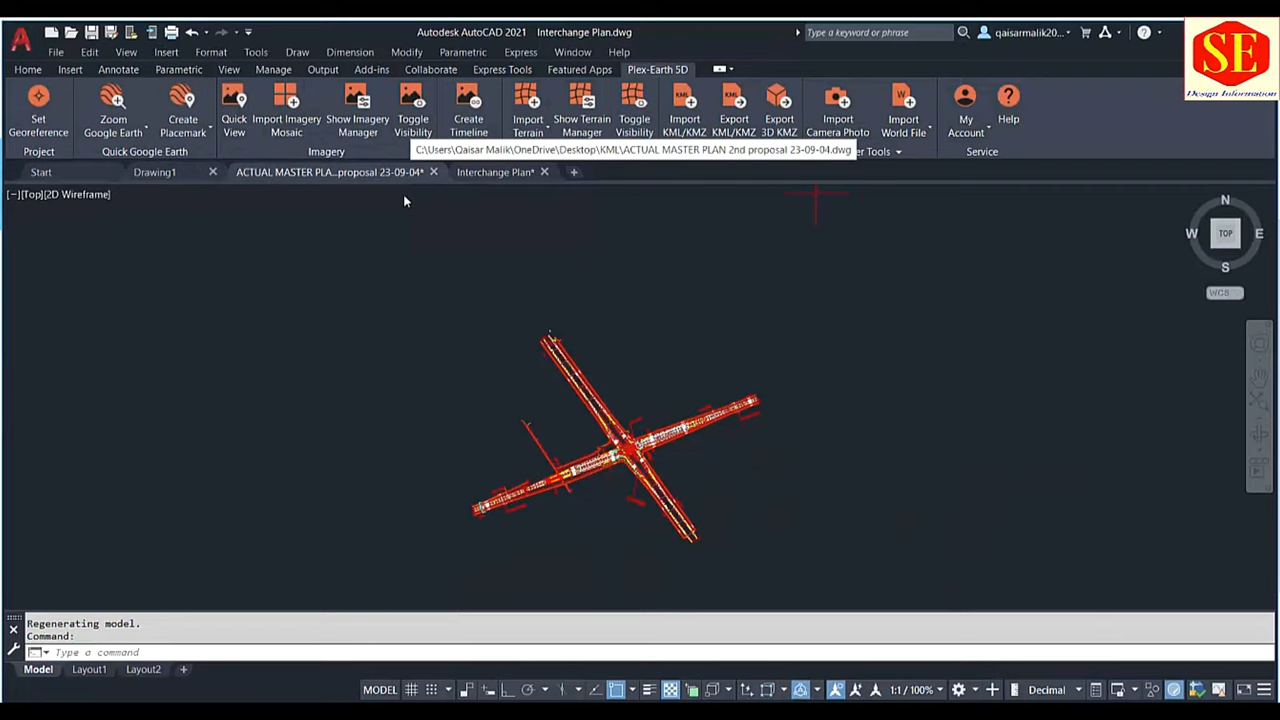 Autodesk AutoCAD 2021 Interchange Plan.dwg
Type a keyword or phrase
qaisarmalik20...
SE
Design Information
File Edit View Insert Format Tools Draw Dimension Modify Parametric Express Window Help
Home Insert Annotate Parametric View Manage Output Add-ins Collaborate Express Tools Featured Apps Plex-Earth 5D
Set Georeference
Zoom Google Earth
Create Placemark
Quick View
Import Imagery Mosaic
Show Imagery Manager
Toggle Visibility
Create Timeline
Import Terrain
Show Terrain Manager
Toggle Visibility
Import KML/KMZ
Export KML/KMZ
Export 3D KMZ
Import Camera Photo
Import World File
My Account
Help
Project Quick Google Earth Imagery er Tools Service
C:\Users\Qaisar Malik\OneDrive\Desktop\KML\ACTUAL MASTER PLAN 2nd proposal 23-09-04.dwg
Start Drawing1 ACTUAL MASTER PLA...proposal 23-09-04* Interchange Plan*
[−][Top][2D Wireframe]
N
W TOP E
S
WCS
Regenerating model.
Command:
Type a command
Model Layout1 Layout2 +
MODEL 1:1 / 100% Decimal